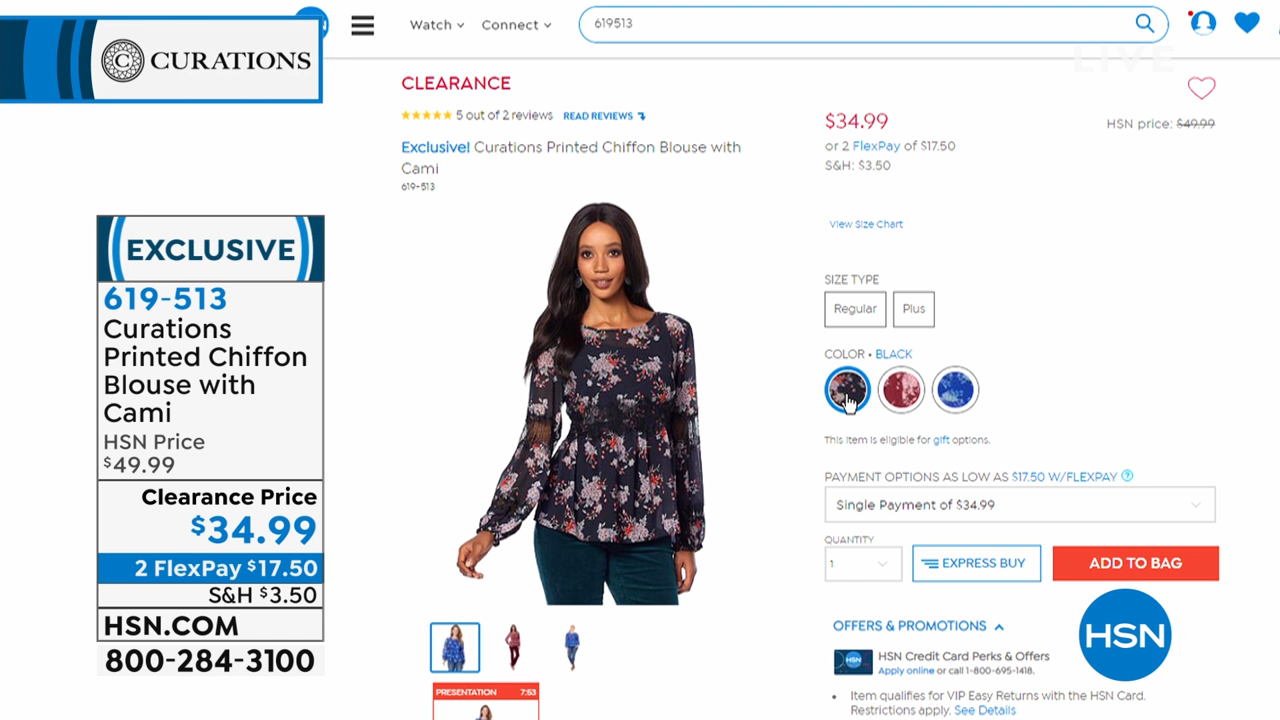 C CURATIONS
Watch
Connect
619513
LIVE
EXCLUSIVE
619-513
Curations
Printed Chiffon
Blouse with
Cami
HSN Price
$49.99
Clearance Price
$34.99
2 FlexPay $17.50
S&H $3.50
HSN.COM
800-284-3100
CLEARANCE
5 out of 2 reviews READ REVIEWS
Exclusive! Curations Printed Chiffon Blouse with
Cami
619-513
PRESENTATION 7:53
$34.99
HSN price: $49.99
or 2 FlexPay of $17.50
S&H: $3.50
View Size Chart
SIZE TYPE
Regular Plus
COLOR • BLACK
This item is eligible for gift options.
PAYMENT OPTIONS AS LOW AS $17.50 W/FLEXPAY ?
Single Payment of $34.99
QUANTITY
1
EXPRESS BUY
ADD TO BAG
OFFERS & PROMOTIONS
HSN
HSN Credit Card Perks & Offers
Apply online or call 1-800-695-1418.
• Item qualifies for VIP Easy Returns with the HSN Card.
Restrictions apply. See Details
HSN